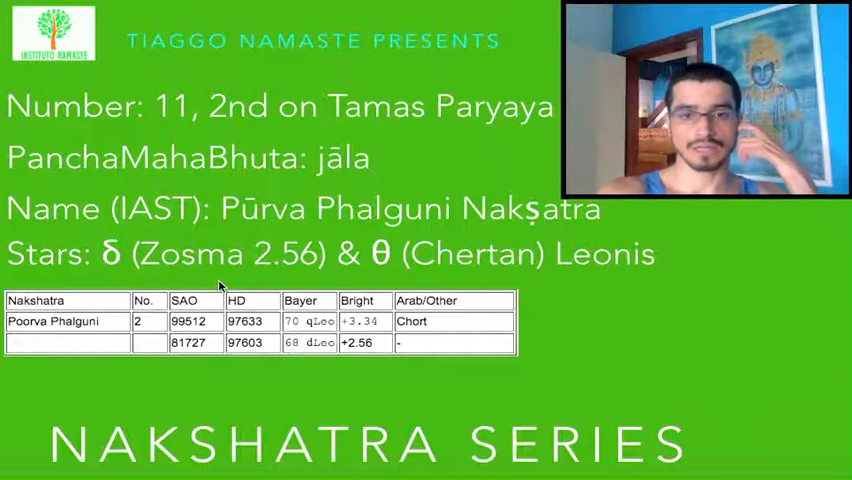 INSTITUTO NAMASTE
TIAGGO NAMASTE PRESENTS
Number: 11, 2nd on Tamas Paryaya
PanchaMahaBhuta: jāla
Name (IAST): Pūrva Phalguni Nakṣatra
Stars: δ (Zosma 2.56) & θ (Chertan) Leonis
Nakshatra No. SAO HD Bayer Bright Arab/Other
Poorva Phalguni 2 99512 97633 70 qLeo +3.34 Chort
81727 97603 68 dLeo +2.56 -
NAKSHATRA SERIES